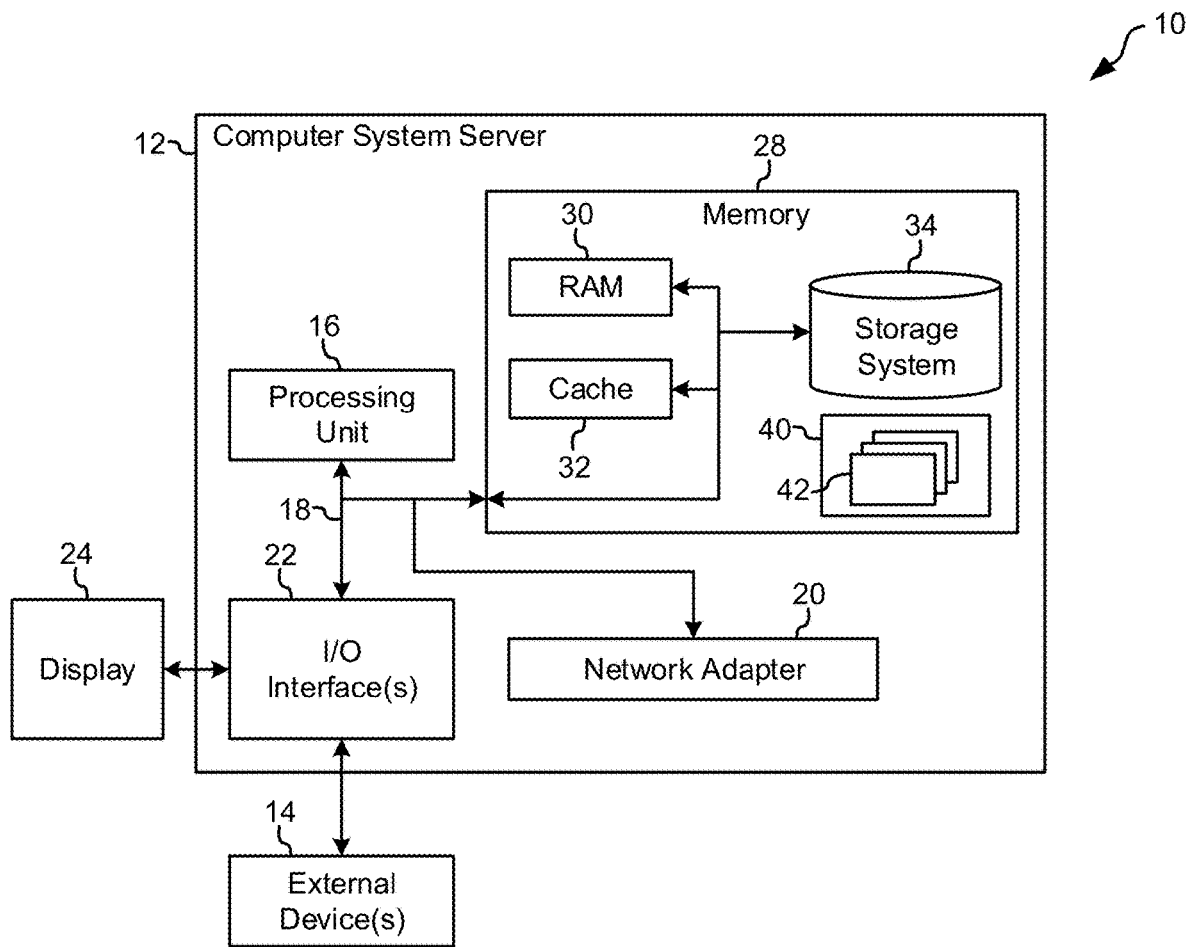 10
12
Computer System Server
28
Memory
30
RAM
34
Storage
System
16
Processing
Unit
Cache
32
40
42
18
24
Display
22
I/O
Interface(s)
20
Network Adapter
14
External
Device(s)